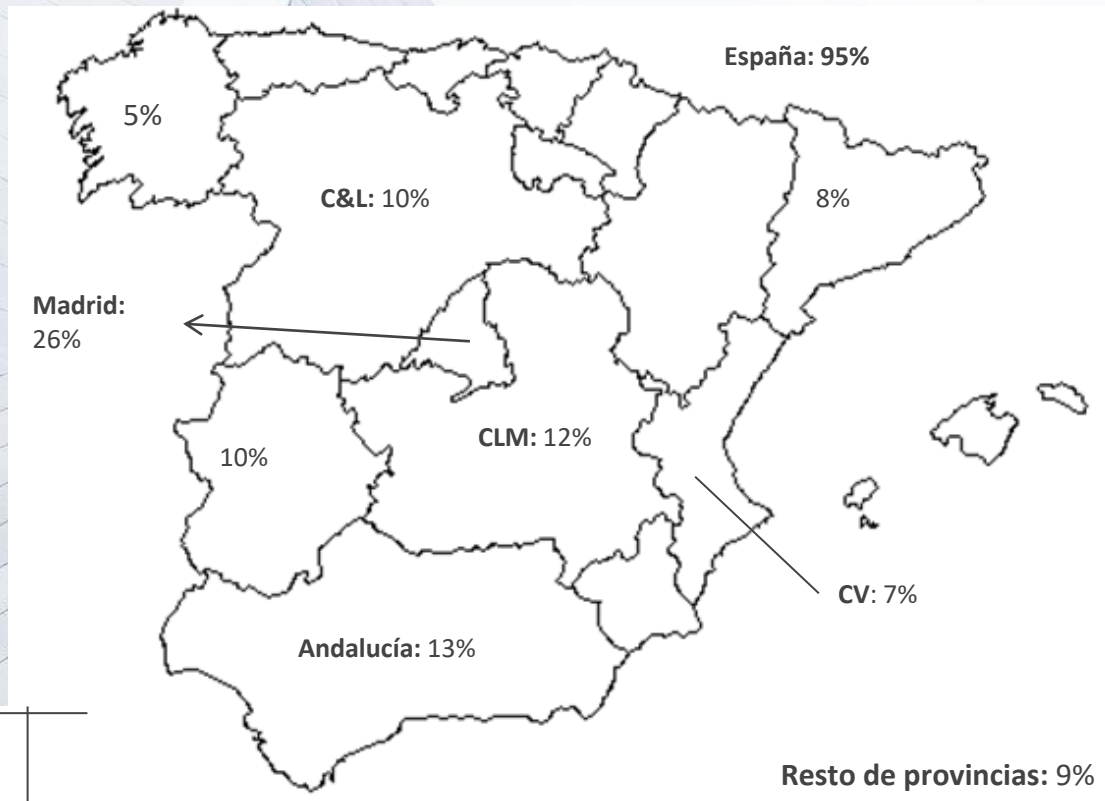 España: 95%
5%
C&L: 10%
8%
Madrid:
26%
CLM: 12%
10%
CV: 7%
Andalucía: 13%
Resto de provincias: 9%